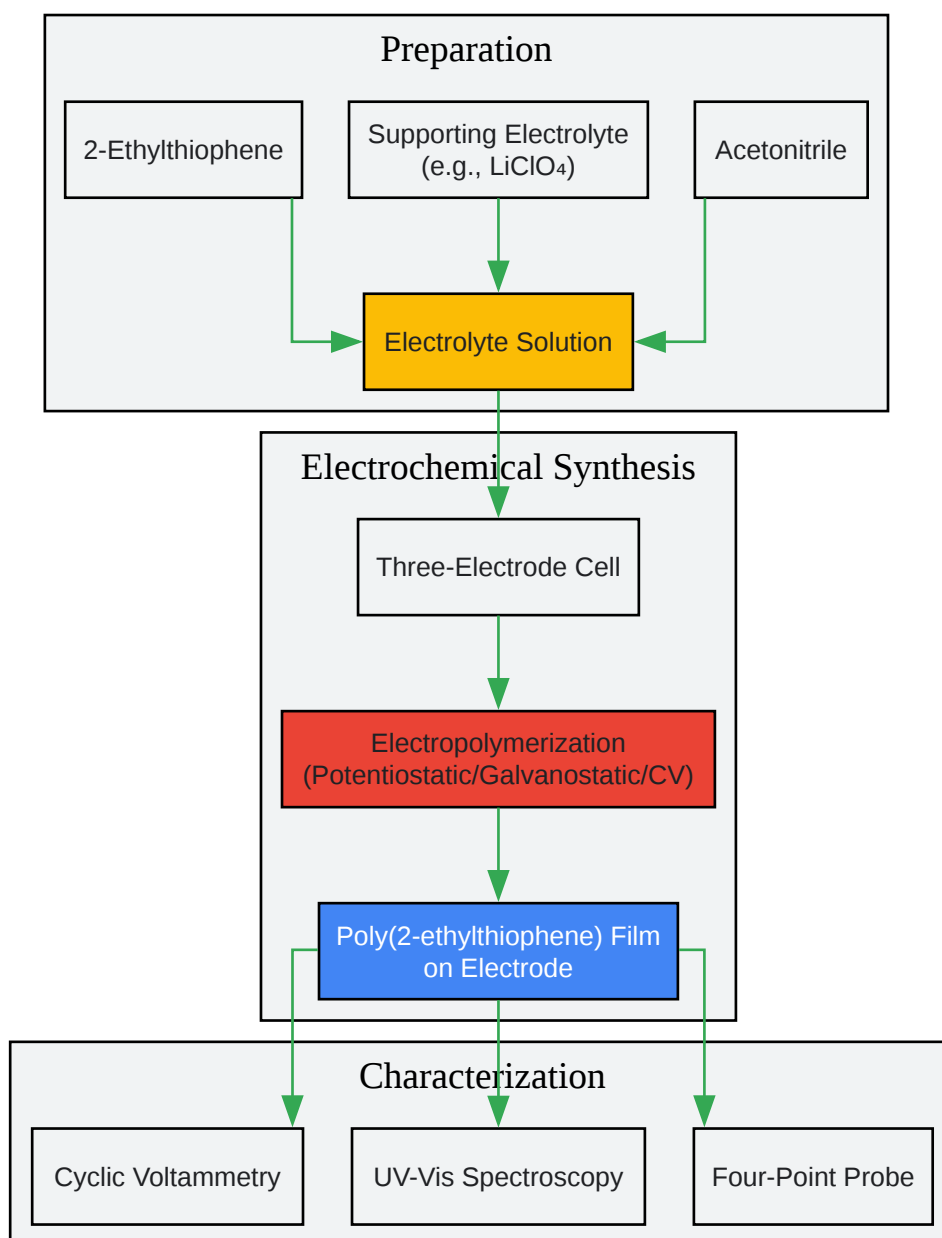 Preparation
2-Ethylthiophene
Supporting Electrolyte
(e.g., LiClO₄)
Acetonitrile
Electrolyte Solution
Electrochemical Synthesis
Three-Electrode Cell
Electropolymerization
(Potentiostatic/Galvanostatic/CV)
Poly(2-ethylthiophene) Film
on Electrode
Characterization
Cyclic Voltammetry
UV-Vis Spectroscopy
Four-Point Probe